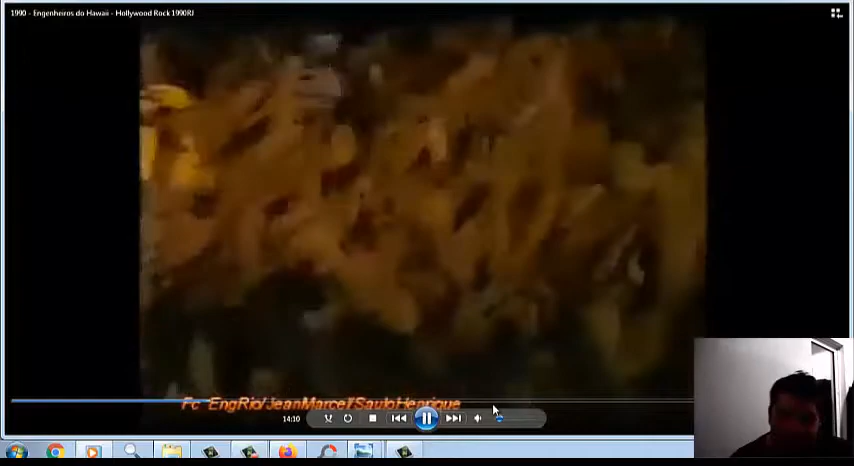 1990 - Engenheiros do Hawaii - Hollywood Rock 1990RJ
Fc EngRio/JeanMarcel/SauloHenrique
14:10